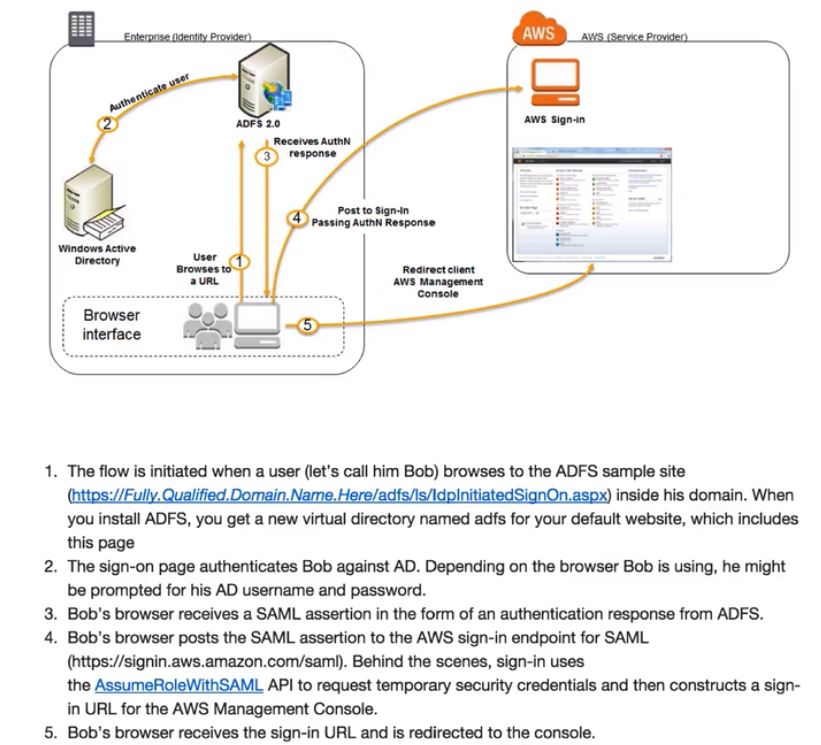 Enterprise (Identity Provider)
AWS
AWS (Service Provider)
Authenticate user
2
ADFS 2.0
AWS Sign-in
3
Receives AuthN
response
4
Post to Sign-In
Passing AuthN Response
Windows Active
Directory
User
Browses to
a URL
1
Redirect client
AWS Management
Console
Browser
interface
5
1. The flow is initiated when a user (let's call him Bob) browses to the ADFS sample site
(https://Fully.Qualified.Domain.Name.Here/adfs/ls/IdpInitiatedSignOn.aspx) inside his domain. When
you install ADFS, you get a new virtual directory named adfs for your default website, which includes
this page
2. The sign-on page authenticates Bob against AD. Depending on the browser Bob is using, he might
be prompted for his AD username and password.
3. Bob's browser receives a SAML assertion in the form of an authentication response from ADFS.
4. Bob's browser posts the SAML assertion to the AWS sign-in endpoint for SAML
(https://signin.aws.amazon.com/saml). Behind the scenes, sign-in uses
the AssumeRoleWithSAML API to request temporary security credentials and then constructs a sign-
in URL for the AWS Management Console.
5. Bob's browser receives the sign-in URL and is redirected to the console.